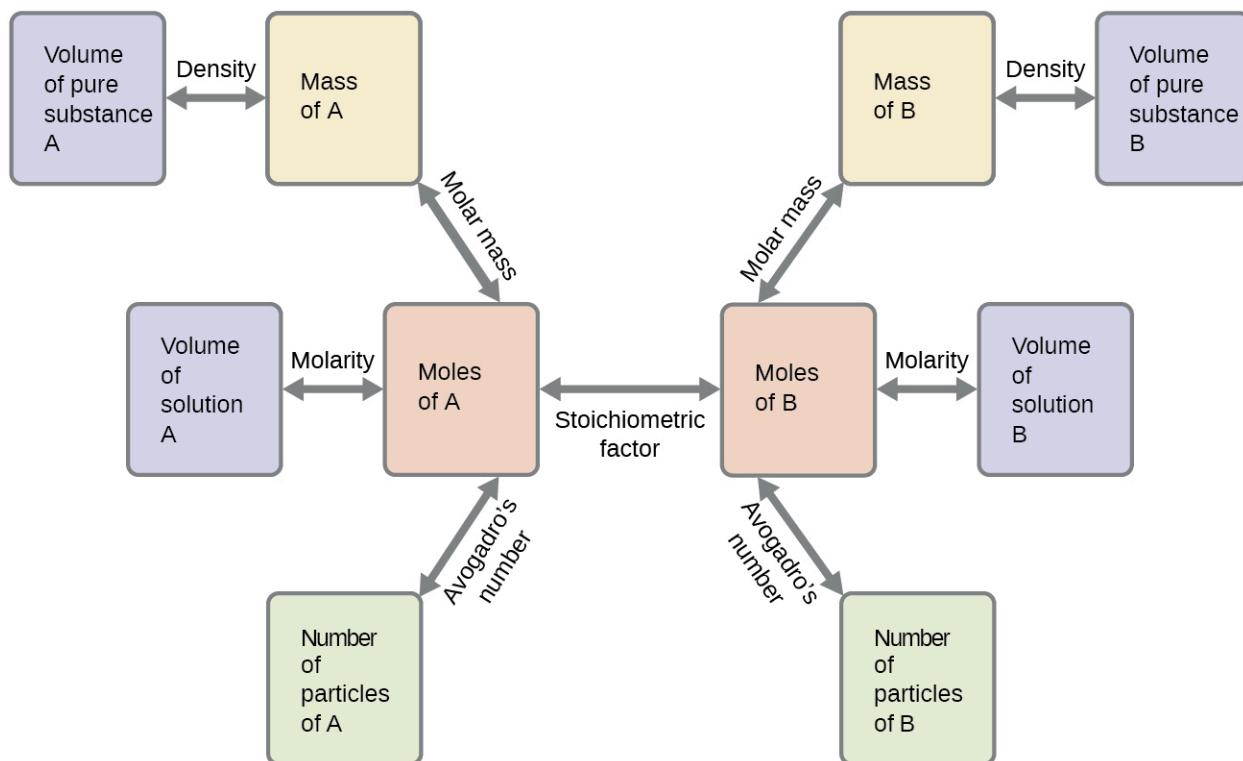 Volume
of pure
substance
A
Density
Mass
of A
Mass
of B
Density
Volume
of pure
substance
B
Molar mass
Molar mass
Volume
of
solution
A
Molarity
Moles
of A
Stoichiometric
factor
Moles
of B
Molarity
Volume
of
solution
B
Avogadro’s
number
Avogadro’s
number
Number
of
particles
of A
Number
of
particles
of B